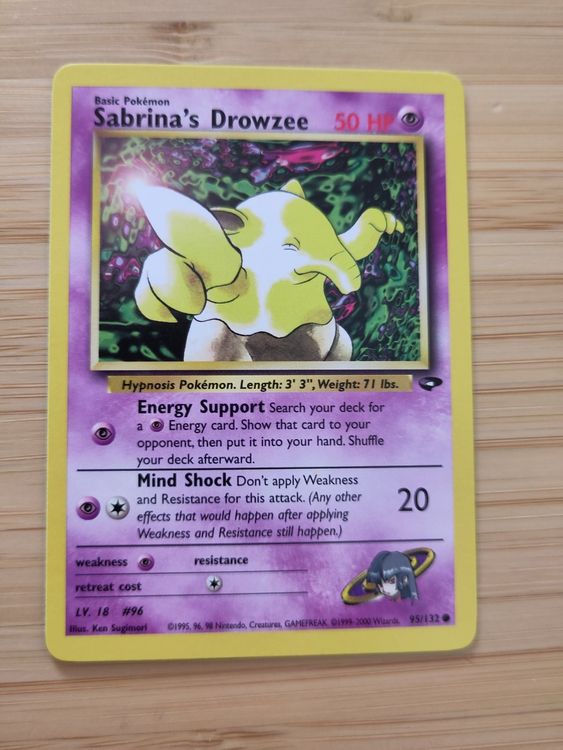 Basic Pokémon
Sabrina's Drowzee 50 HP
Hypnosis Pokémon. Length: 3' 3", Weight: 71 lbs.
Energy Support Search your deck for
a Energy card. Show that card to your
opponent, then put it into your hand. Shuffle
your deck afterward.
Mind Shock Don't apply Weakness
and Resistance for this attack. (Any other
effects that would happen after applying
Weakness and Resistance still happen.)
20
weakness resistance
retreat cost
LV. 18 #96
Illus. Ken Sugimori ©1995, 96, 98 Nintendo, Creatures, GAMEFREAK. ©1999-2000 Wizards. 95/132